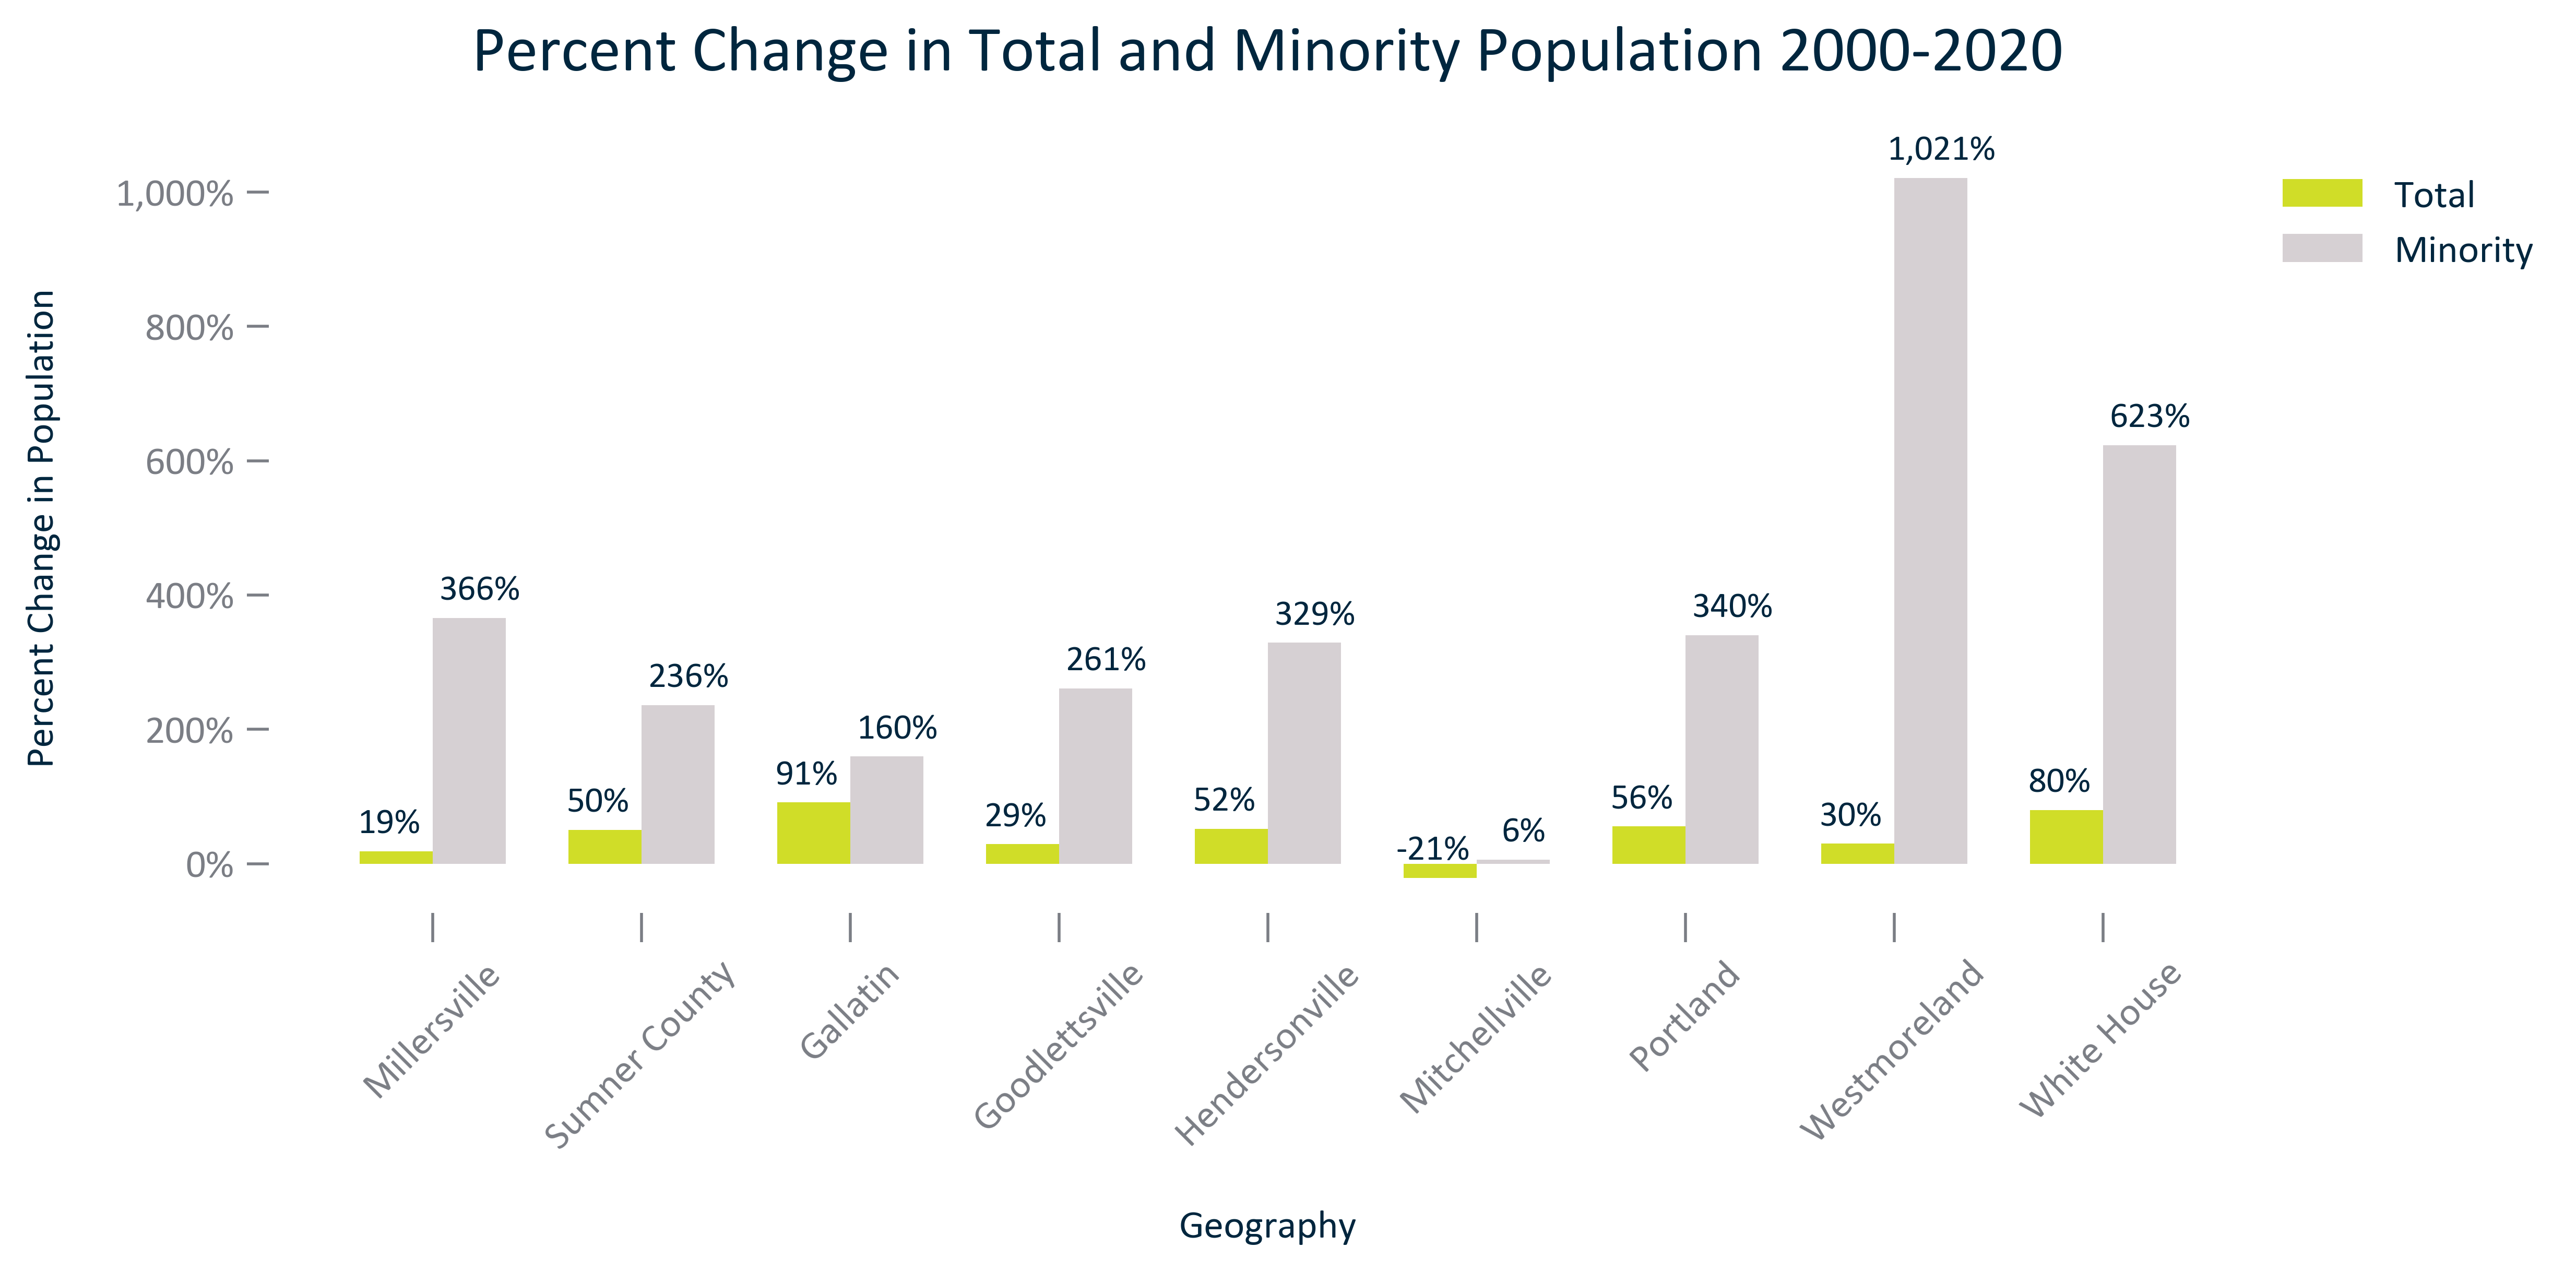 Percent Change in Total and Minority Population 2000-2020
Total
Minority
Percent Change in Population
1,000%
800%
600%
400%
200%
0%
19%
366%
50%
236%
91%
160%
29%
261%
52%
329%
-21%
6%
56%
340%
30%
1,021%
80%
623%
Millersville
Sumner County
Gallatin
Goodlettsville
Hendersonville
Mitchellville
Portland
Westmoreland
White House
Geography